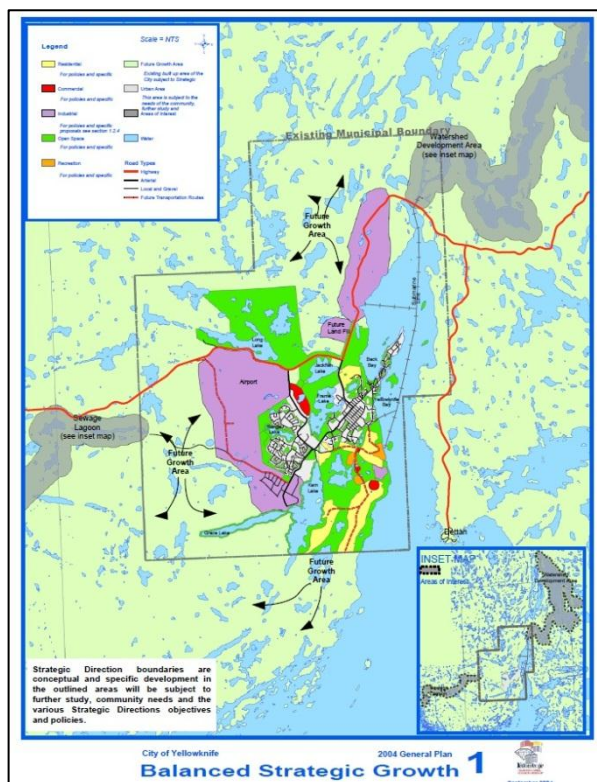 Legend
Scale = NTS
Residential
For policies and specific
Commercial
For policies and specific
Industrial
For policies and specific
proposals see section 1.2.4
Open Space
For policies and specific
Recreation
For policies and specific
Future Growth Area
Existing built up area of the
City subject to Strategic
Urban Area
This area is subject to the
needs of the community,
further study and
Areas of Interest
Water
Road Types
Highway
Arterial
Local and Gravel
Future Transportation Routes
Existing Municipal Boundary
Watershed
Development Area
(see inset map)
Future
Growth
Area
Future
Land Fill
Long
Lake
Jackfish
Lake
Back
Bay
Airport
Frame
Lake
Yellowknife
Bay
Range
Lake
Sewage
Lagoon
(see inset map)
Future
Growth
Area
Kam
Lake
Grace Lake
Detah
Future
Growth
Area
INSET MAP
Areas of Interest
Watershed
Development Area
Strategic Direction boundaries are
conceptual and specific development in
the outlined areas will be subject to
further study, community needs and the
various Strategic Directions objectives
and policies.
City of Yellowknife
2004 General Plan
Balanced Strategic Growth 1